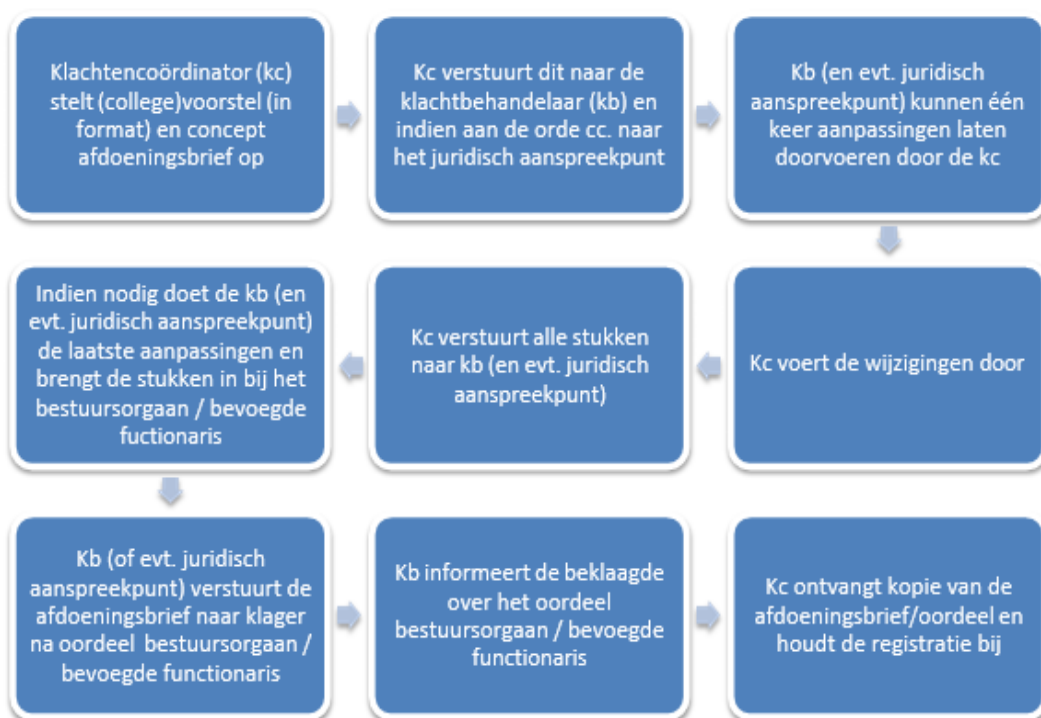 Klachtencoördinator (kc)
stelt (college)voorstel (in
format) en concept
afdoeningsbrief op
Kc verstuurt dit naar de
klachtbehandelaar (kb) en
indien aan de orde cc. naar
het juridisch aanspreekpunt
Kb (en evt. juridisch
aanspreekpunt) kunnen één
keer aanpassingen laten
doorvoeren door de kc
Kc voert de wijzigingen door
Kc verstuurt alle stukken
naar kb (en evt. juridisch
aanspreekpunt)
Indien nodig doet de kb (en
evt. juridisch aanspreekpunt)
de laatste aanpassingen en
brengt de stukken in bij het
bestuursorgaan / bevoegde
fuctionaris
Kb (of evt. juridisch
aanspreekpunt) verstuurt de
afdoeningsbrief naar klager
na oordeel bestuursorgaan /
bevoegde functionaris
Kb informeert de beklaagde
over het oordeel
bestuursorgaan / bevoegde
functionaris
Kc ontvangt kopie van de
afdoeningsbrief/oordeel en
houdt de registratie bij